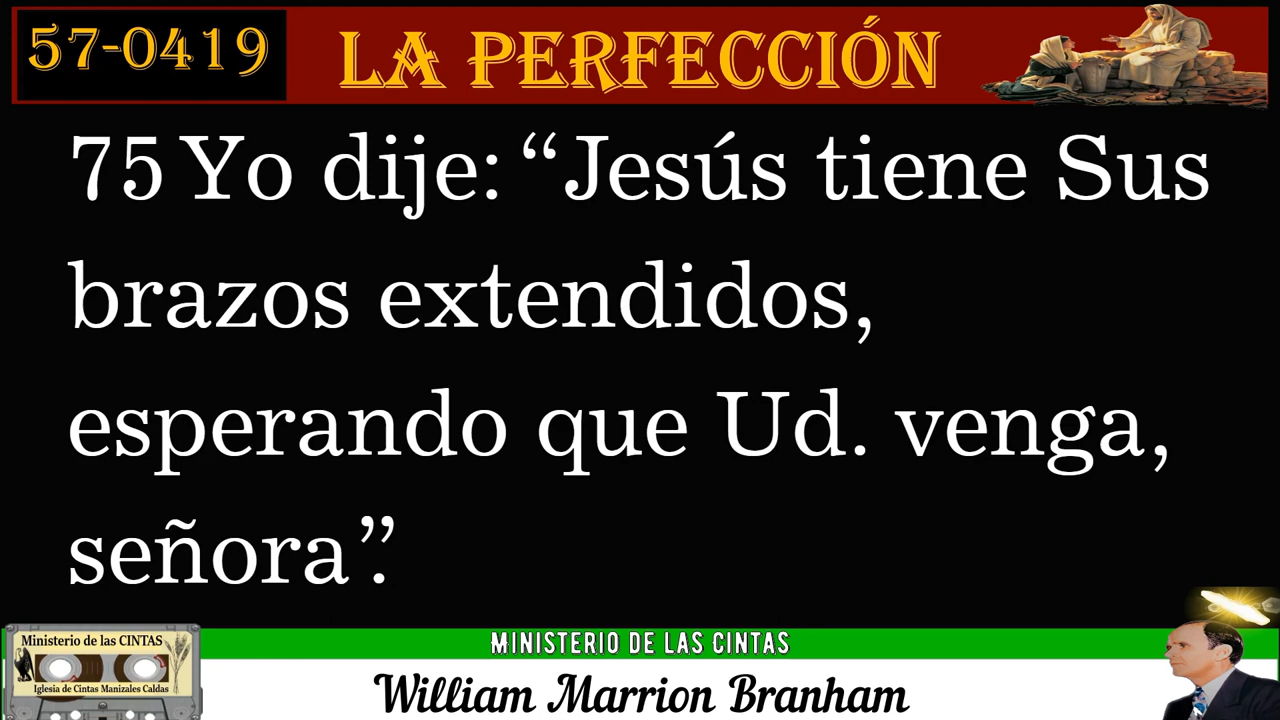 57-0419
LA PERFECCIÓN
75 Yo dije: “Jesús tiene Sus
brazos extendidos,
esperando que Ud. venga,
señora”.
MINISTERIO DE LAS CINTAS
Ministerio de las CINTAS
Iglesia de Cintas Manizales Caldas
William Marrion Branham